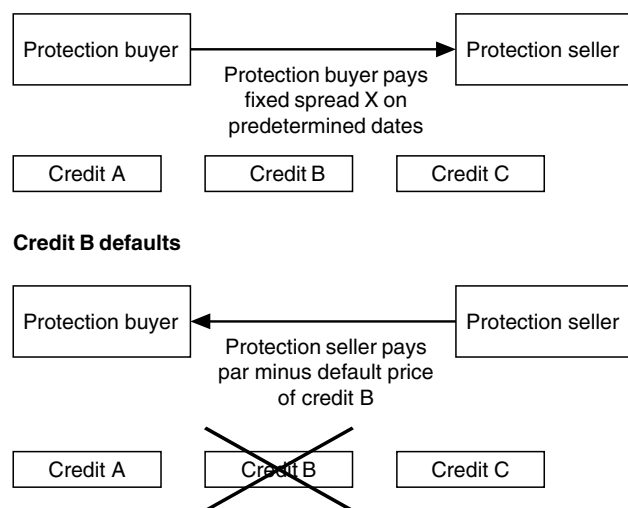 Protection buyer
Protection seller
Protection buyer pays
fixed spread X on
predetermined dates
Credit A
Credit B
Credit C
Credit B defaults
Protection buyer
Protection seller
Protection seller pays
par minus default price
of credit B
Credit A
Credit B
Credit C